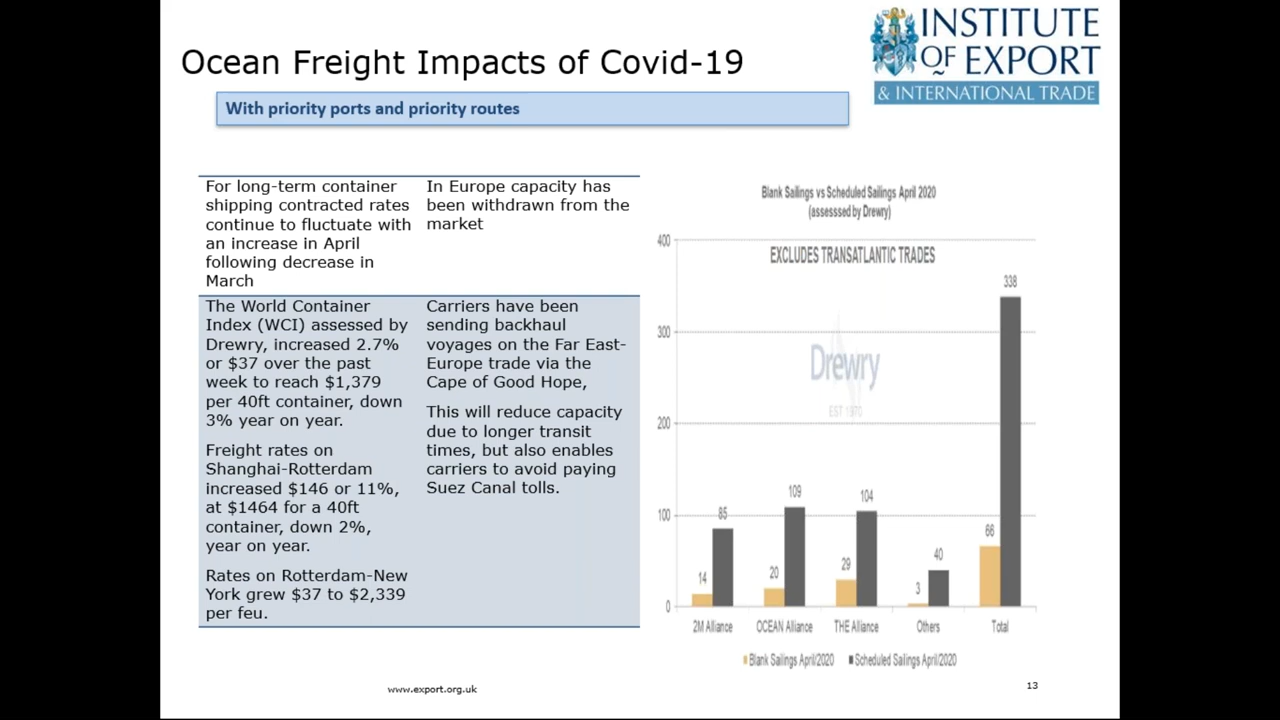 Ocean Freight Impacts of Covid-19
INSTITUTE
OF EXPORT
& INTERNATIONAL TRADE
With priority ports and priority routes
For long-term container
shipping contracted rates
continue to fluctuate with
an increase in April
following decrease in
March
In Europe capacity has
been withdrawn from the
market
The World Container
Index (WCI) assessed by
Drewry, increased 2.7%
or $37 over the past
week to reach $1,379
per 40ft container, down
3% year on year.
Freight rates on
Shanghai-Rotterdam
increased $146 or 11%,
at $1464 for a 40ft
container, down 2%,
year on year.
Rates on Rotterdam-New
York grew $37 to $2,339
per feu.
Carriers have been
sending backhaul
voyages on the Far East-
Europe trade via the
Cape of Good Hope,
This will reduce capacity
due to longer transit
times, but also enables
carriers to avoid paying
Suez Canal tolls.
Blank Sailings vs Scheduled Sailings April 2020
(assesssed by Drewry)
EXCLUDES TRANSATLANTIC TRADES
Drewry
EST 1970
400
300
200
100
0
14
85
20
109
29
104
3
40
66
338
2M Alliance
OCEAN Alliance
THE Alliance
Others
Total
Blank Sailings April/2020
Scheduled Sailings April/2020
www.export.org.uk
13